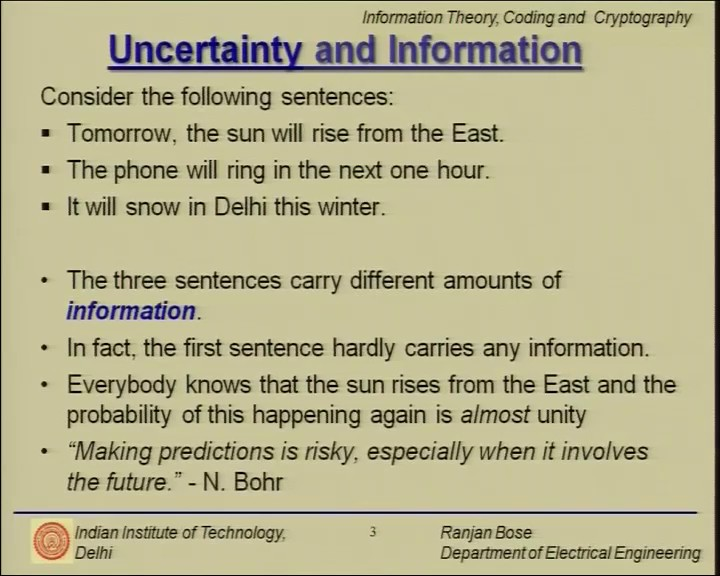 Information Theory, Coding and Cryptography
Uncertainty and Information
Consider the following sentences:
▪ Tomorrow, the sun will rise from the East.
▪ The phone will ring in the next one hour.
▪ It will snow in Delhi this winter.
• The three sentences carry different amounts of
information.
• In fact, the first sentence hardly carries any information.
• Everybody knows that the sun rises from the East and the
probability of this happening again is almost unity
• “Making predictions is risky, especially when it involves
the future.” - N. Bohr
Indian Institute of Technology,
Delhi
3
Ranjan Bose
Department of Electrical Engineering